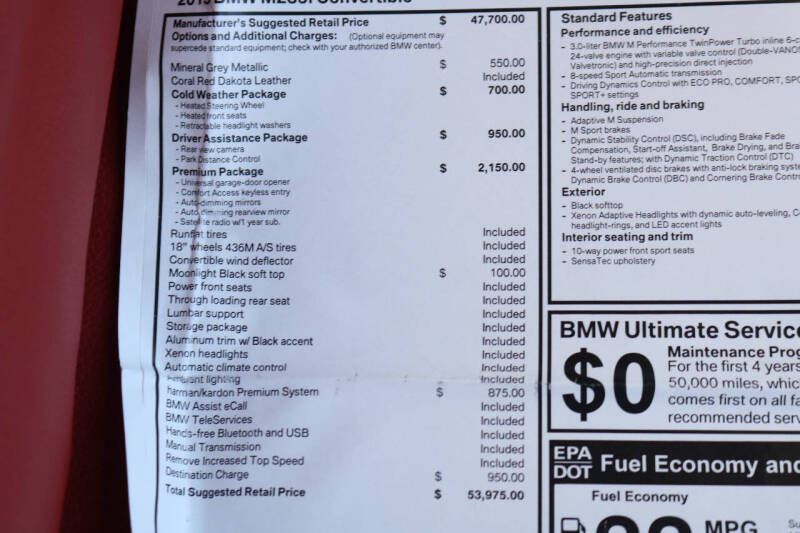 2015 BMW M235i Convertible
Manufacturer's Suggested Retail Price $ 47,700.00
Options and Additional Charges: (Optional equipment may
supercede standard equipment; check with your authorized BMW center).
Mineral Grey Metallic $ 550.00
Coral Red Dakota Leather Included
Cold Weather Package $ 700.00
- Heated Steering Wheel
- Heated front seats
- Retractable headlight washers
Driver Assistance Package $ 950.00
- Rear view camera
- Park Distance Control
Premium Package $ 2,150.00
- Universal garage-door opener
- Comfort Access keyless entry
- Auto-dimming mirrors
- Auto dimming rearview mirror
- Satellite radio w/1 year sub.
Runflat tires Included
18" wheels 436M A/S tires Included
Convertible wind deflector Included
Moonlight Black soft top $ 100.00
Power front seats Included
Through loading rear seat Included
Lumbar support Included
Storage package Included
Aluminum trim w/ Black accent Included
Xenon headlights Included
Automatic climate control Included
Ambient lighting Included
harman/kardon Premium System $ 875.00
BMW Assist eCall Included
BMW TeleServices Included
Hands-free Bluetooth and USB Included
Manual Transmission Included
Remove Increased Top Speed Included
Destination Charge $ 950.00
Total Suggested Retail Price $ 53,975.00
Standard Features
Performance and efficiency
- 3.0-liter BMW M Performance TwinPower Turbo inline 6-c
24-valve engine with variable valve control (Double-VANOS
Valvetronic) and high-precision direct injection
- 8-speed Sport Automatic transmission
- Driving Dynamics Control with ECO PRO, COMFORT, SPO
SPORT+ settings
Handling, ride and braking
- Adaptive M Suspension
- M Sport brakes
- Dynamic Stability Control (DSC), including Brake Fade
Compensation, Start-off Assistant, Brake Drying, and Bra
Stand-by features; with Dynamic Traction Control (DTC)
- 4-wheel ventilated disc brakes with anti-lock braking syste
Dynamic Brake Control (DBC) and Cornering Brake Contr
Exterior
- Black softtop
- Xenon Adaptive Headlights with dynamic auto-leveling, C
headlight-rings, and LED accent lights
Interior seating and trim
- 10-way power front sport seats
- SensaTec upholstery
BMW Ultimate Service
$0
Maintenance Prog
For the first 4 years
50,000 miles, whic
comes first on all fa
recommended serv
EPA
DOT Fuel Economy and
Fuel Economy
MPG